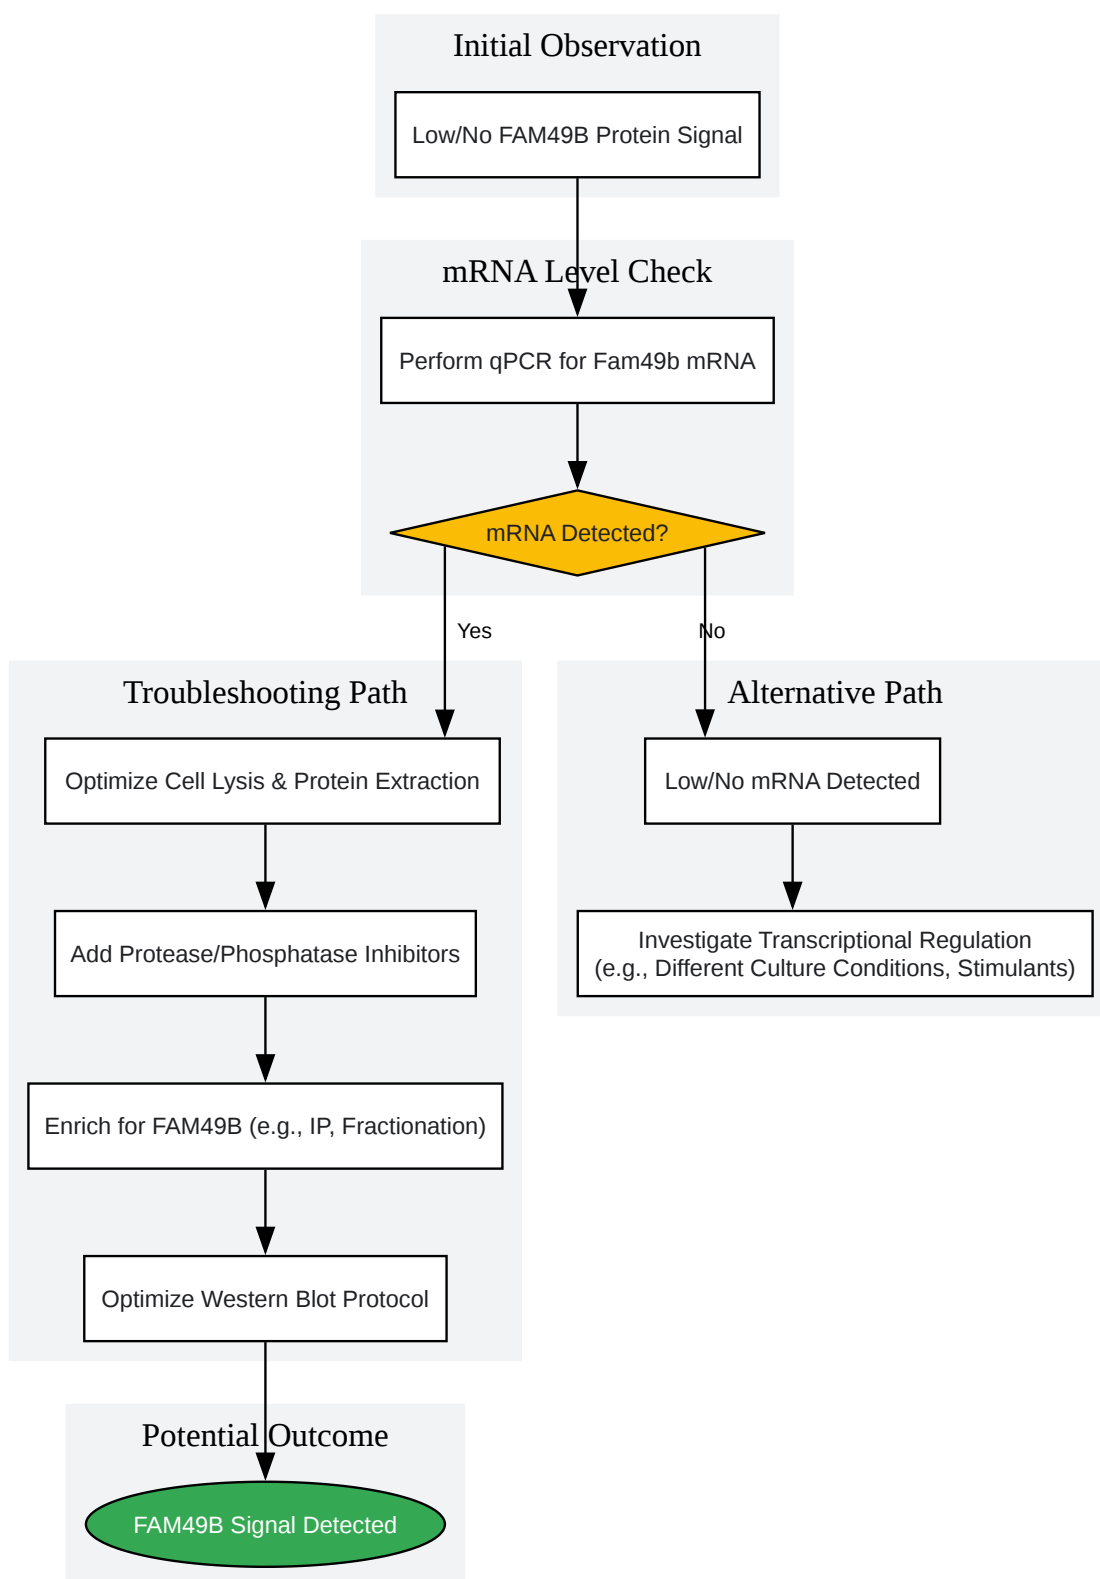 Initial Observation
Low/No FAM49B Protein Signal
mRNA Level Check
Perform qPCR for Fam49b mRNA
mRNA Detected?
Yes
No
Troubleshooting Path
Optimize Cell Lysis & Protein Extraction
Add Protease/Phosphatase Inhibitors
Enrich for FAM49B (e.g., IP, Fractionation)
Optimize Western Blot Protocol
Alternative Path
Low/No mRNA Detected
Investigate Transcriptional Regulation
(e.g., Different Culture Conditions, Stimulants)
Potential Outcome
FAM49B Signal Detected